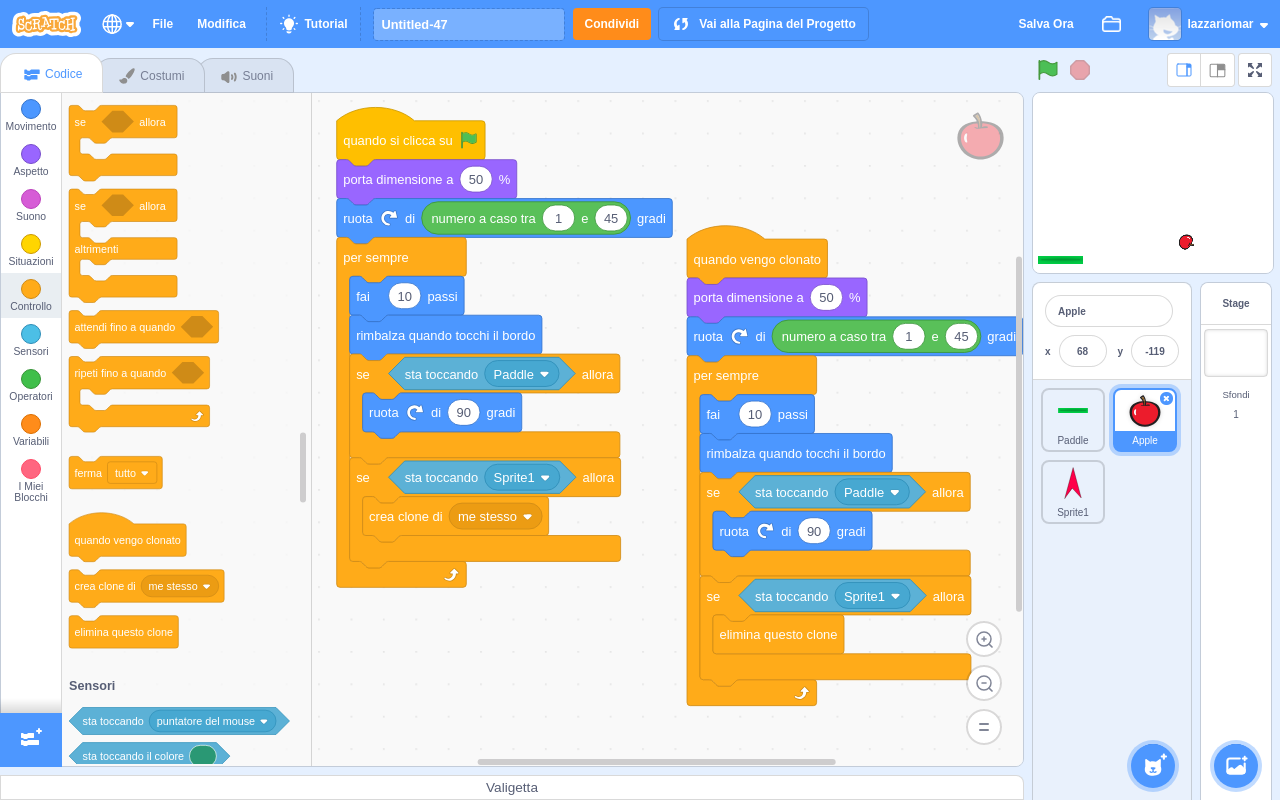 SCRATCH
File
Modifica
Tutorial
Untitled-47
Condividi
Vai alla Pagina del Progetto
Salva Ora
lazzariomar
Codice
Costumi
Suoni
Movimento
Aspetto
Suono
Situazioni
Controllo
Sensori
Operatori
Variabili
I Miei
Blocchi
se allora
se allora
altrimenti
attendi fino a quando
ripeti fino a quando
ferma tutto
quando vengo clonato
crea clone di me stesso
elimina questo clone
Sensori
sta toccando puntatore del mouse
sta toccando il colore
quando si clicca su
porta dimensione a 50 %
ruota di numero a caso tra 1 e 45 gradi
per sempre
fai 10 passi
rimbalza quando tocchi il bordo
se sta toccando Paddle allora
ruota di 90 gradi
se sta toccando Sprite1 allora
crea clone di me stesso
quando vengo clonato
porta dimensione a 50 %
ruota di numero a caso tra 1 e 45 gradi
per sempre
fai 10 passi
rimbalza quando tocchi il bordo
se sta toccando Paddle allora
ruota di 90 gradi
se sta toccando Sprite1 allora
elimina questo clone
Apple
x 68 y -119
Paddle
Apple
Sprite1
Stage
Sfondi
1
Valigetta